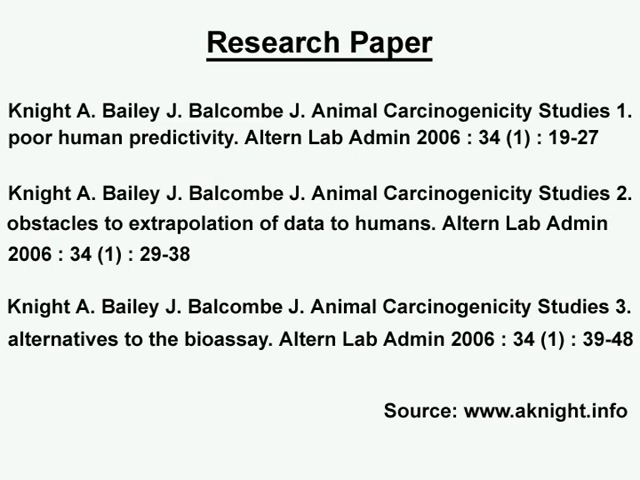 Research Paper
Knight A. Bailey J. Balcombe J. Animal Carcinogenicity Studies 1.
poor human predictivity. Altern Lab Admin 2006 : 34 (1) : 19-27
Knight A. Bailey J. Balcombe J. Animal Carcinogenicity Studies 2.
obstacles to extrapolation of data to humans. Altern Lab Admin
2006 : 34 (1) : 29-38
Knight A. Bailey J. Balcombe J. Animal Carcinogenicity Studies 3.
alternatives to the bioassay. Altern Lab Admin 2006 : 34 (1) : 39-48
Source: www.aknight.info